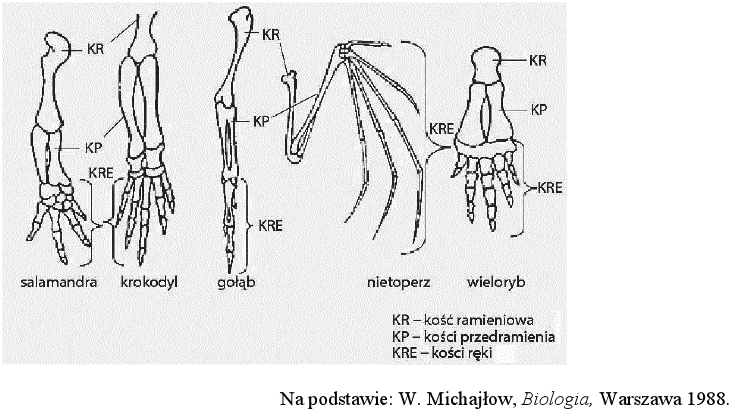 KR
KR
KR
KP
KP
KP
KRE
KRE
KRE
KRE
salamandra krokodyl gołąb nietoperz wieloryb
KR – kość ramieniowa
KP – kości przedramienia
KRE – kości ręki
Na podstawie: W. Michajłow, Biologia, Warszawa 1988.